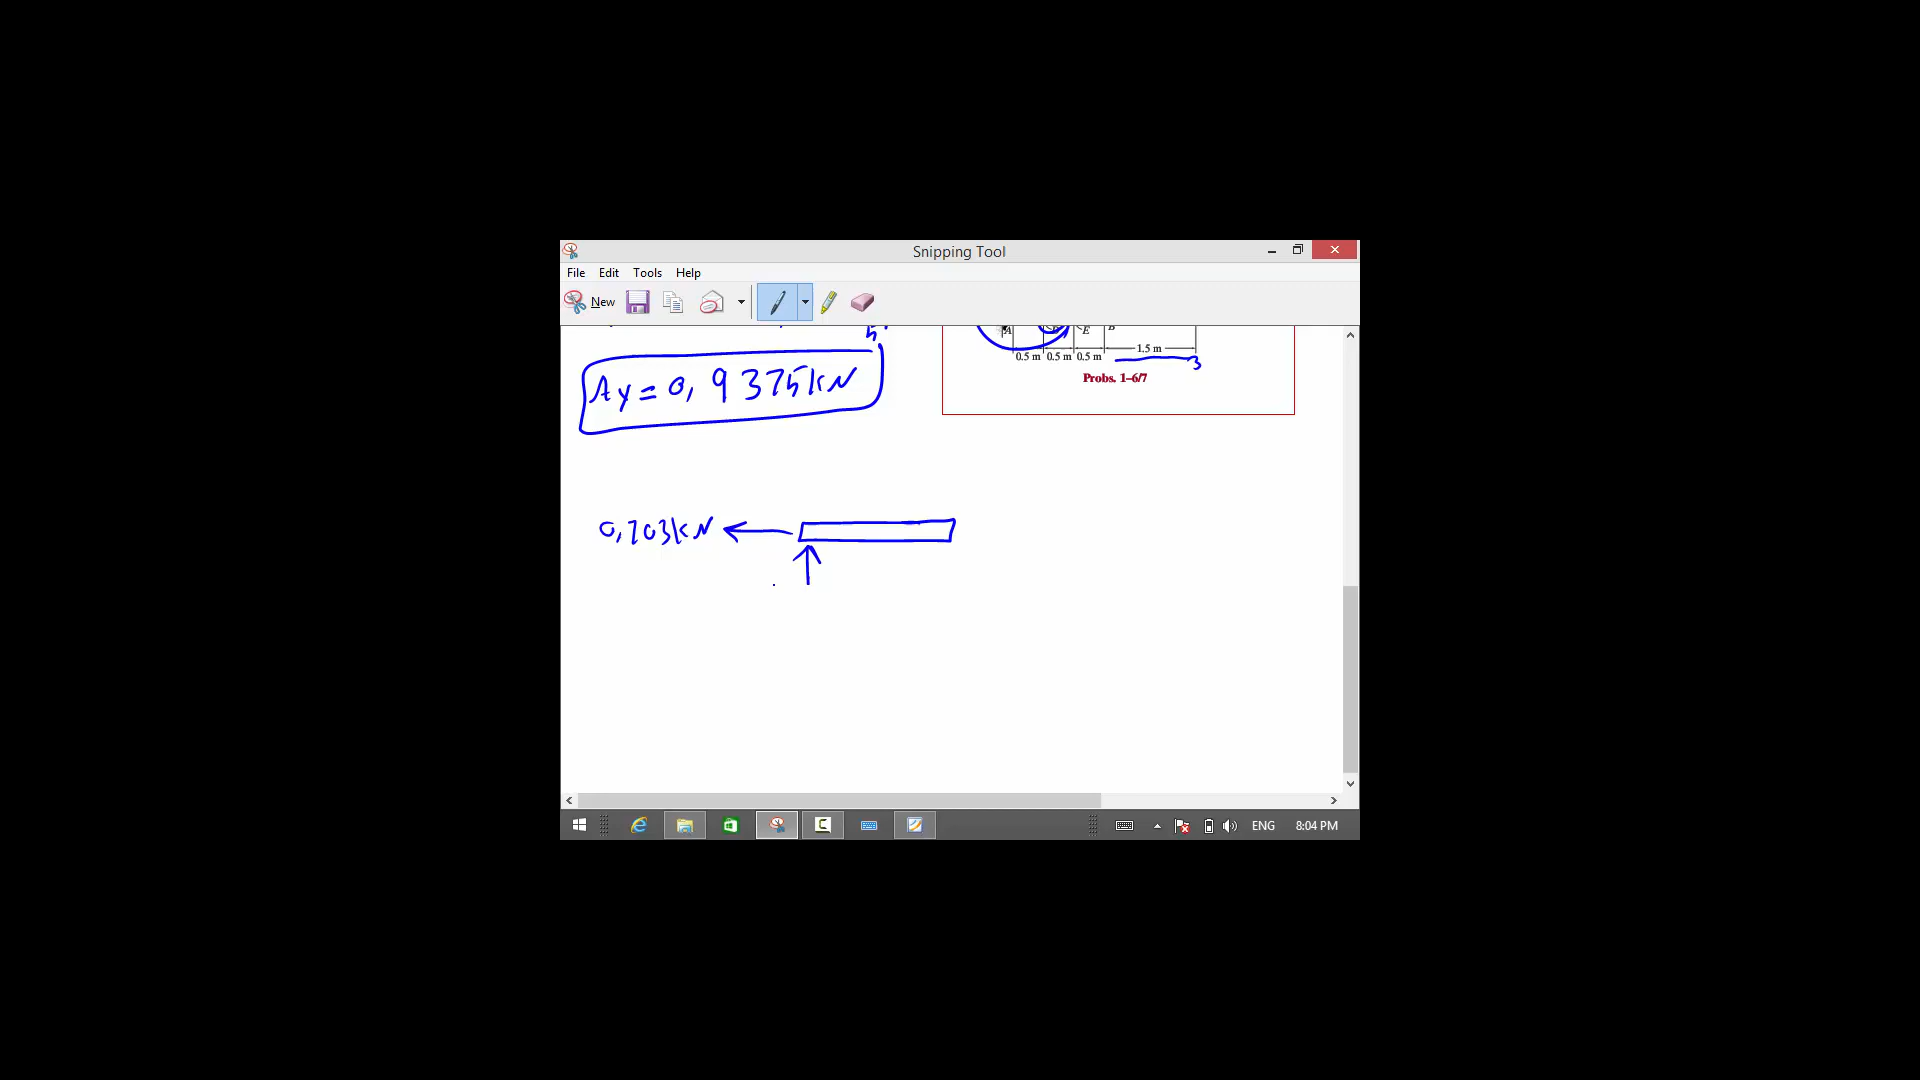 Snipping Tool
File Edit Tools Help
New
Ay = 0,9375kN
A E B
0.5 m 0.5 m 0.5 m 1.5 m
Probs. 1–6/7
0,703kN
ENG 8:04 PM